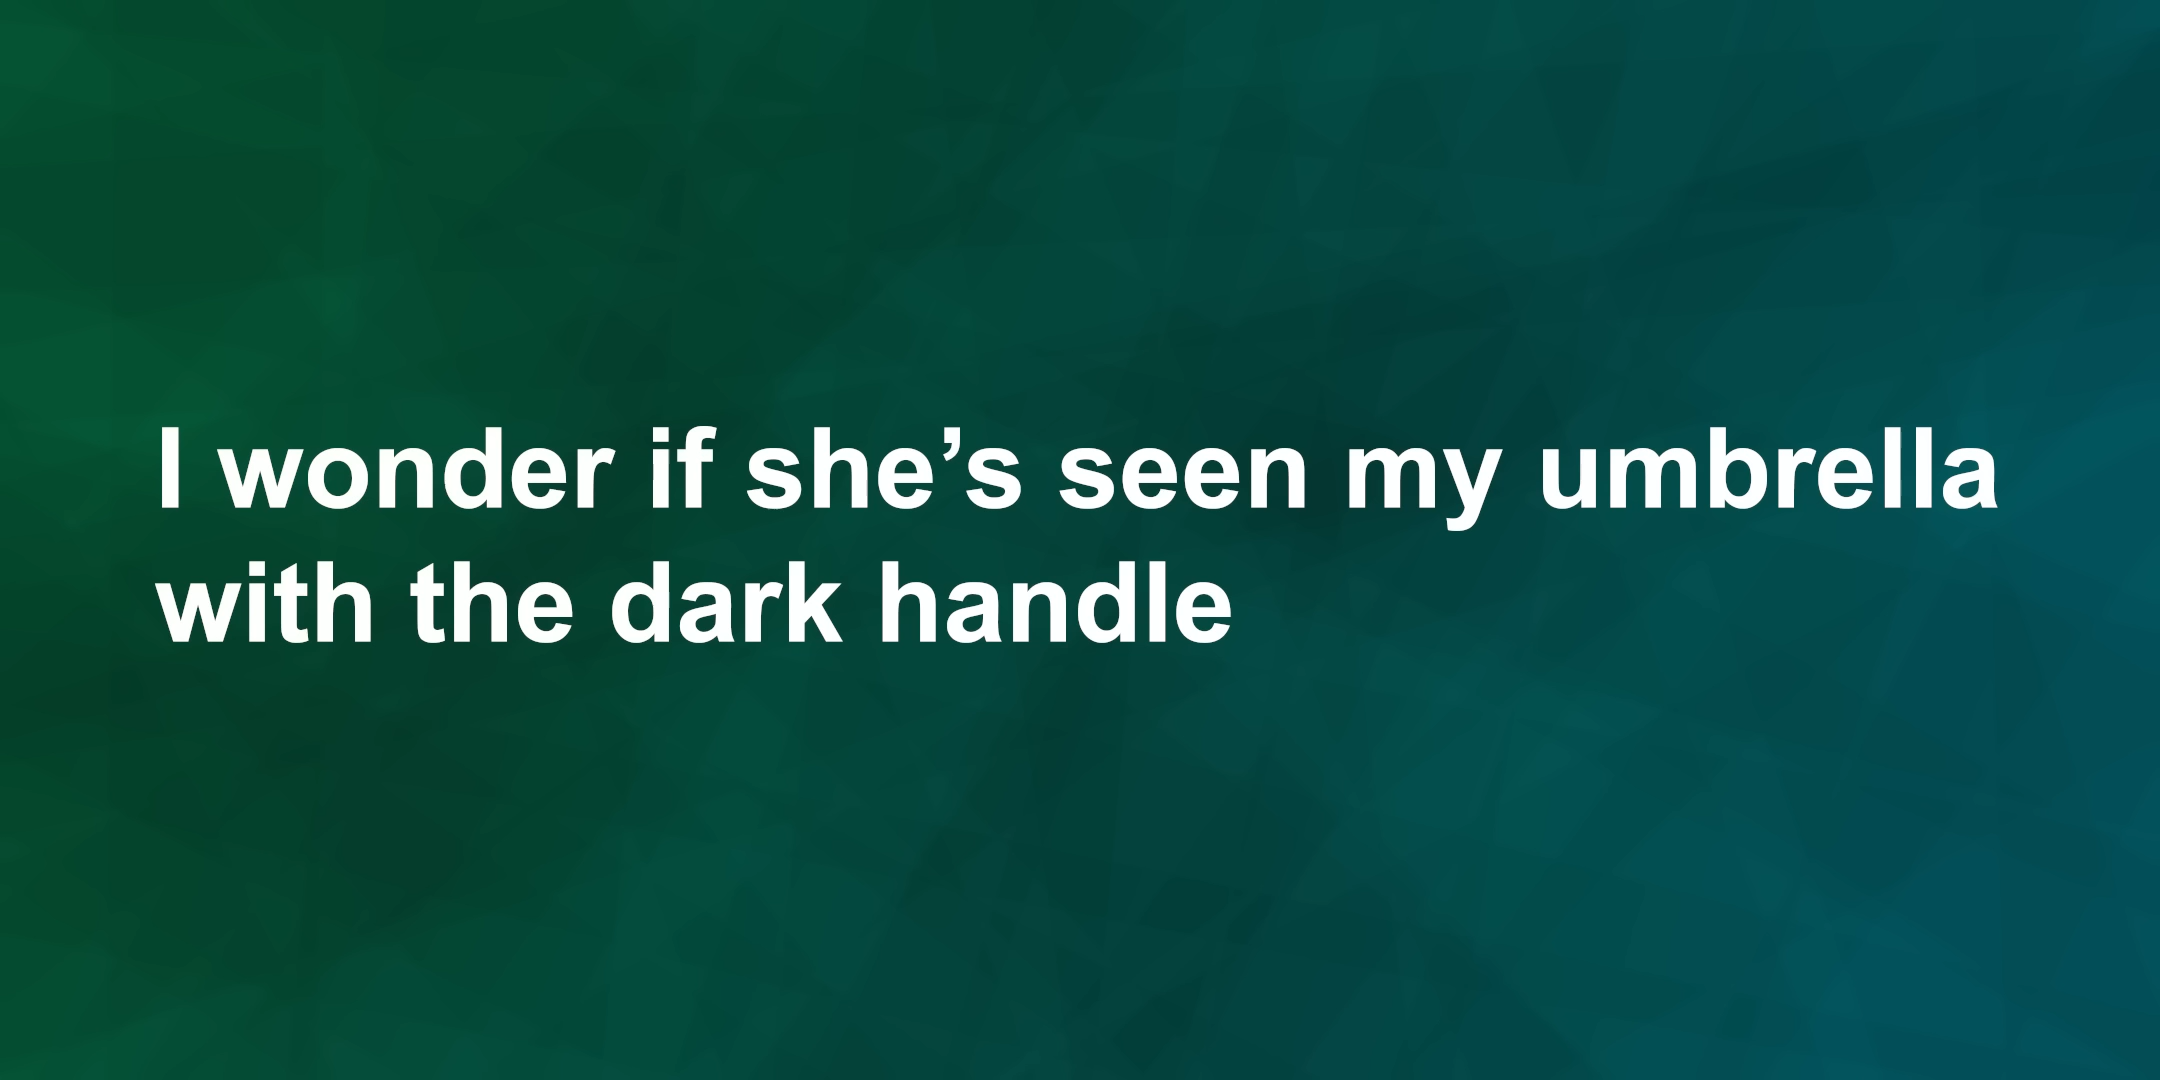 I wonder if she’s seen my umbrella
with the dark handle